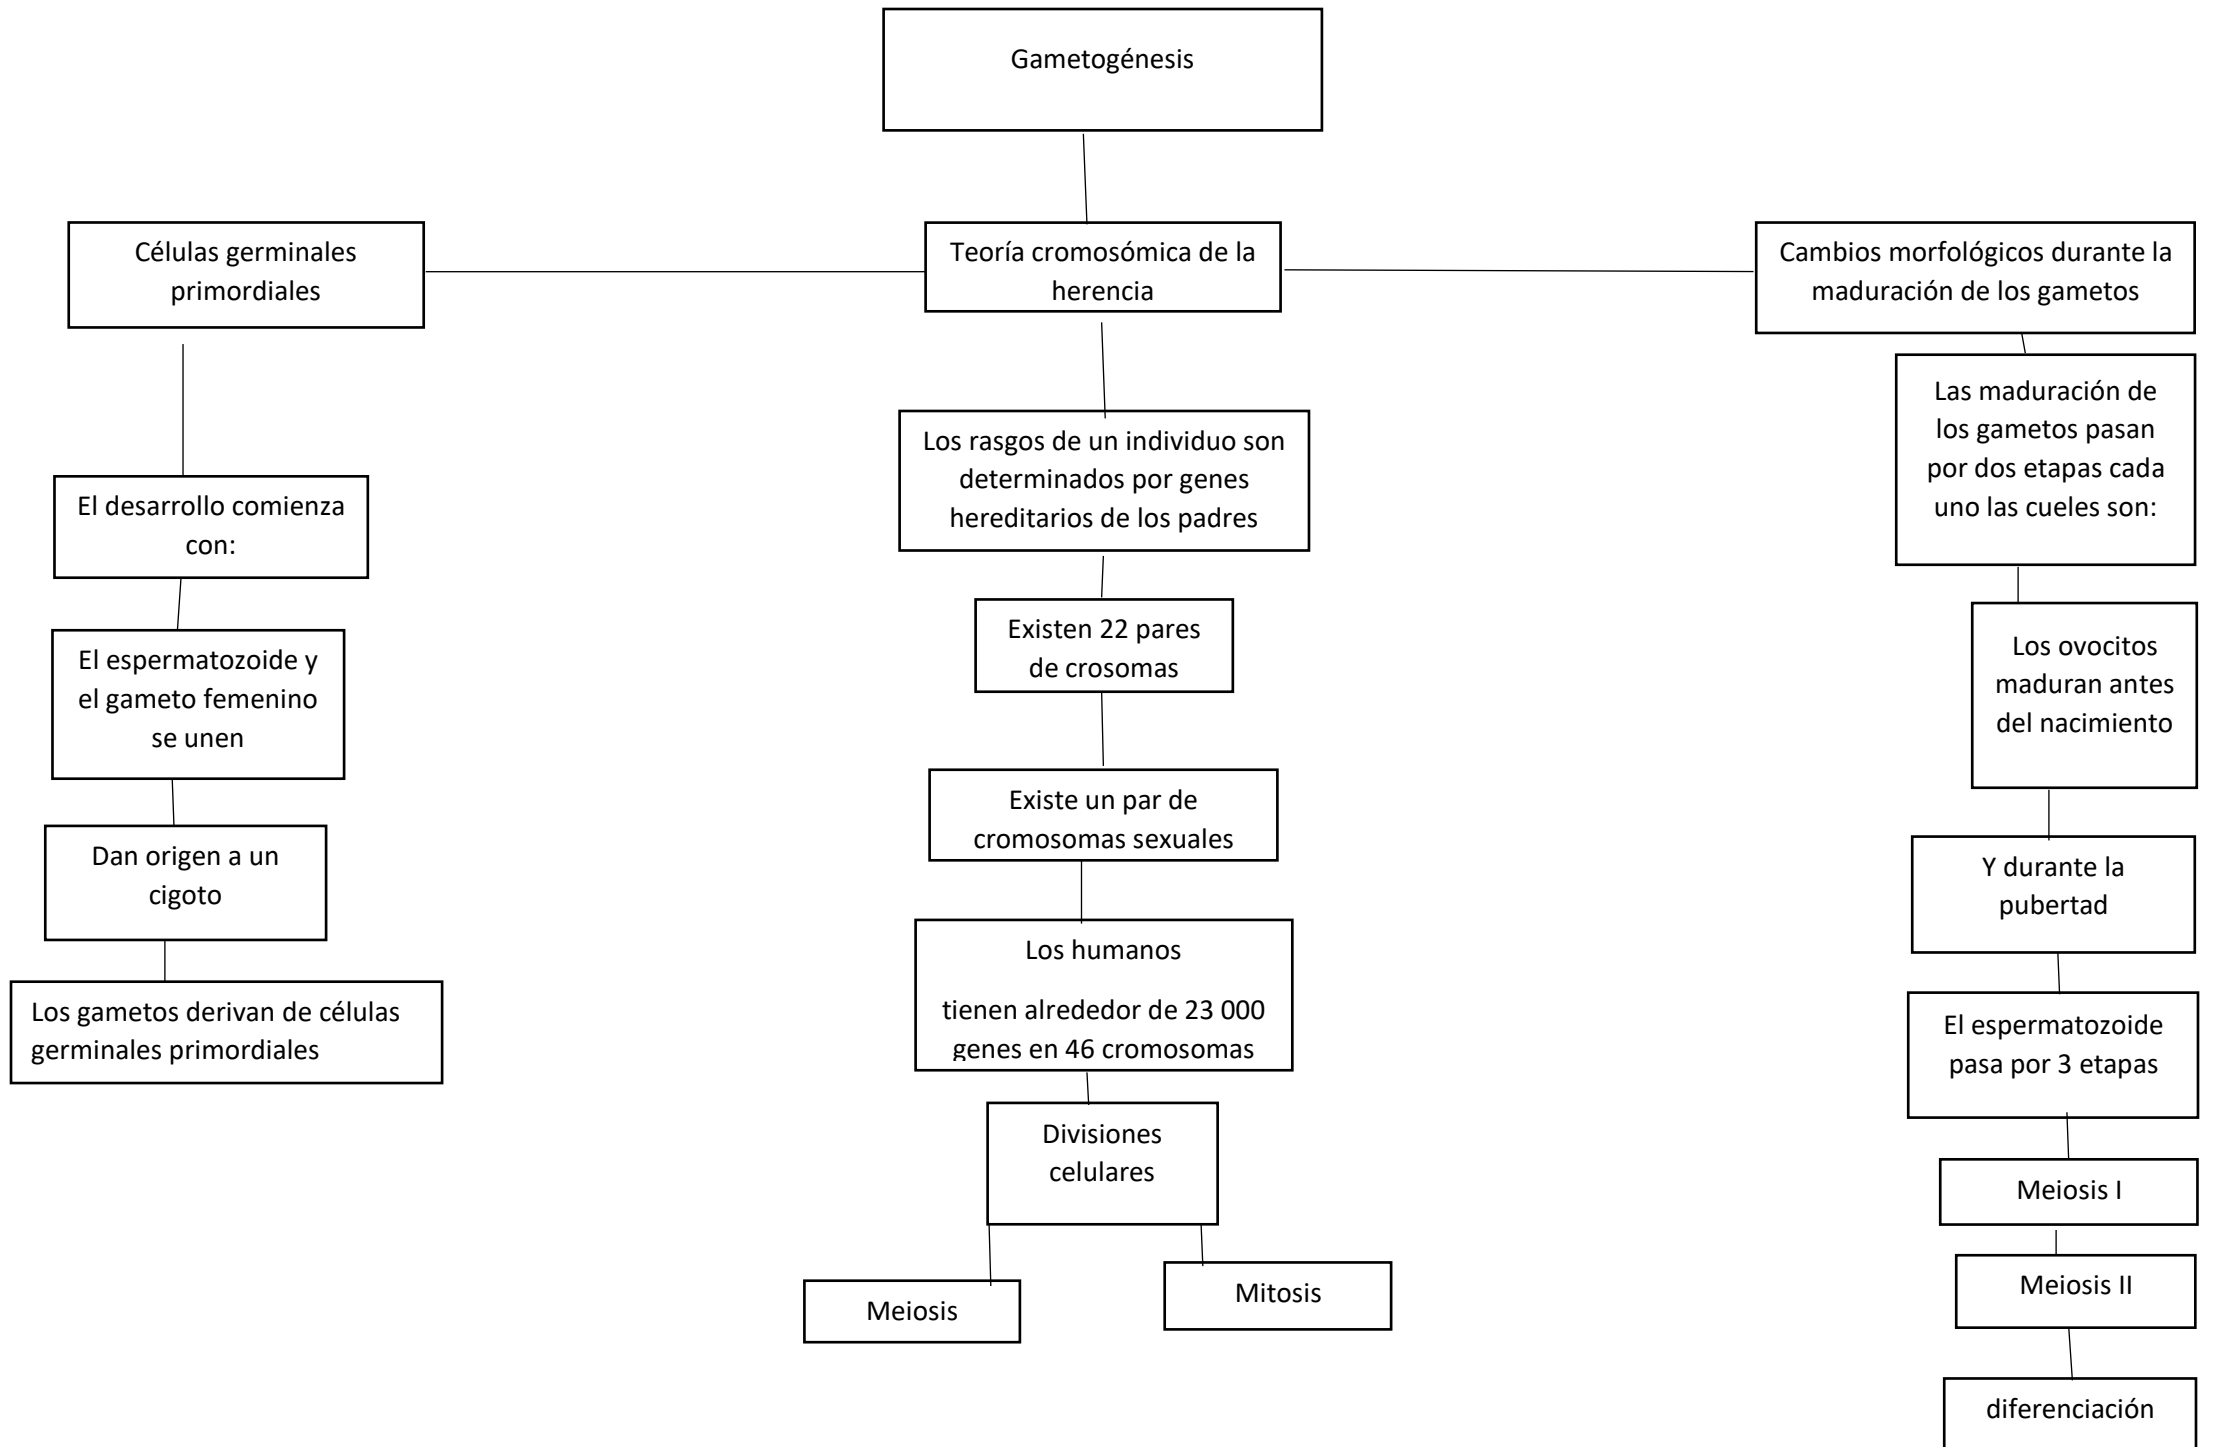 Gametogénesis
Células germinales
primordiales
Teoría cromosómica de la
herencia
Cambios morfológicos durante la
maduración de los gametos
El desarrollo comienza
con:
El espermatozoide y
el gameto femenino
se unen
Dan origen a un
cigoto
Los gametos derivan de células
germinales primordiales
Los rasgos de un individuo son
determinados por genes
hereditarios de los padres
Existen 22 pares
de crosomas
Existe un par de
cromosomas sexuales
Los humanos
tienen alrededor de 23 000
genes en 46 cromosomas
Divisiones
celulares
Meiosis
Mitosis
Las maduración de
los gametos pasan
por dos etapas cada
uno las cueles son:
Los ovocitos
maduran antes
del nacimiento
Y durante la
pubertad
El espermatozoide
pasa por 3 etapas
Meiosis I
Meiosis II
diferenciación